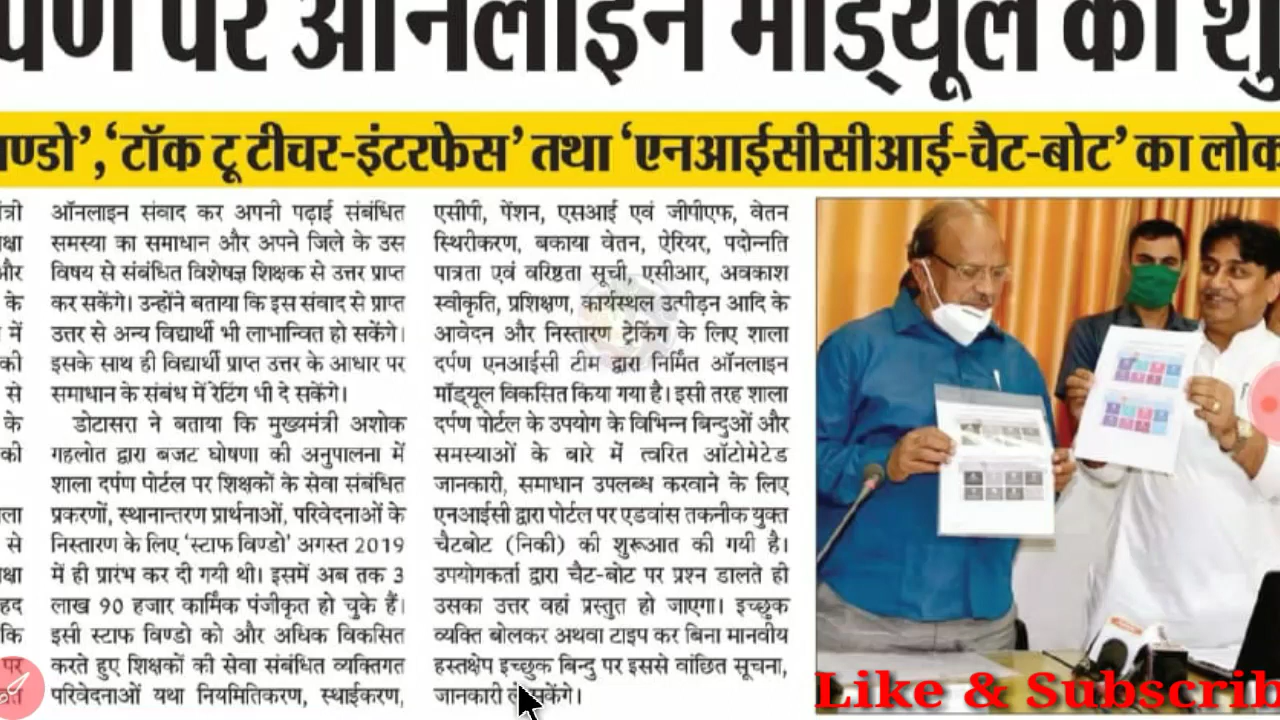 पर ऑनलाइन मॉड्यूल की
‘टॉक टू टीचर-इंटरफेस’ तथा ‘एनआईसीसीआई-चैट-बोट’ का
के
में
की
से
के
की
से
कि
पर
ऑनलाइन संवाद कर अपनी पढ़ाई संबंधित
समस्या का समाधान और अपने जिले के उस
विषय से संबंधित विशेषज्ञ शिक्षक से उत्तर प्राप्त
कर सकेंगे। उन्होंने बताया कि इस संवाद से प्राप्त
उत्तर से अन्य विद्यार्थी भी लाभान्वित हो सकेंगे।
इसके साथ ही विद्यार्थी प्राप्त उत्तर के आधार पर
समाधान के संबंध में रेटिंग भी दे सकेंगे।
डोटासरा ने बताया कि मुख्यमंत्री अशोक
गहलोत द्वारा बजट घोषणा की अनुपालना में
शाला दर्पण पोर्टल पर शिक्षकों के सेवा संबंधित
प्रकरणों, स्थानान्तरण प्रार्थनाओं, परिवेदनाओं के
निस्तारण के लिए ‘स्टाफ विण्डो’ अगस्त 2019
में ही प्रारंभ कर दी गयी थी। इसमें अब तक 3
लाख 90 हजार कार्मिक पंजीकृत हो चुके हैं।
इसी स्टाफ विण्डो को और अधिक विकसित
करते हुए शिक्षकों की सेवा संबंधित व्यक्तिगत
परिवेदनाओं यथा नियमितिकरण, स्थाईकरण,
एसीपी, पेंशन, एसआई एवं जीपीएफ, वेतन
स्थिरीकरण, बकाया वेतन, ऐरियर, पदोन्नति
पात्रता एवं वरिष्ठता सूची, एसीआर, अवकाश
स्वीकृति, प्रशिक्षण, कार्यस्थल उत्पीड़न आदि के
आवेदन और निस्तारण ट्रेकिंग के लिए शाला
दर्पण एनआईसी टीम द्वारा निर्मित ऑनलाइन
मॉड्यूल विकसित किया गया है। इसी तरह शाला
दर्पण पोर्टल के उपयोग के विभिन्न बिन्दुओं और
समस्याओं के बारे में त्वरित ऑटोमेटेड
जानकारी, समाधान उपलब्ध करवाने के लिए
एनआईसी द्वारा पोर्टल पर एडवांस तकनीक युक्त
चैटबोट (निकी) की शुरूआत की गयी है।
उपयोगकर्ता द्वारा चैट-बोट पर प्रश्न डालते ही
उसका उत्तर वहां प्रस्तुत हो जाएगा। इच्छुक
व्यक्ति बोलकर अथवा टाइप कर बिना मानवीय
हस्तक्षेप इच्छुक बिन्दु पर इससे वांछित सूचना,
जानकारी
Like & Subscrib